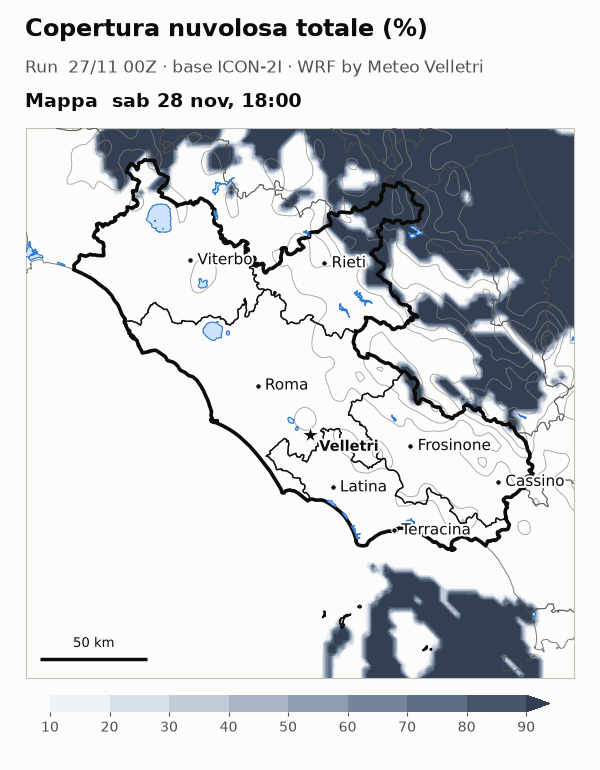 Copertura nuvolosa totale (%)
Run  27/11 00Z · base ICON-2I · WRF by Meteo Velletri
Mappa  sab 28 nov, 18:00
Viterbo
Rieti
Roma
Velletri
Frosinone
Latina
Cassino
Terracina
50 km
10 20 30 40 50 60 70 80 90